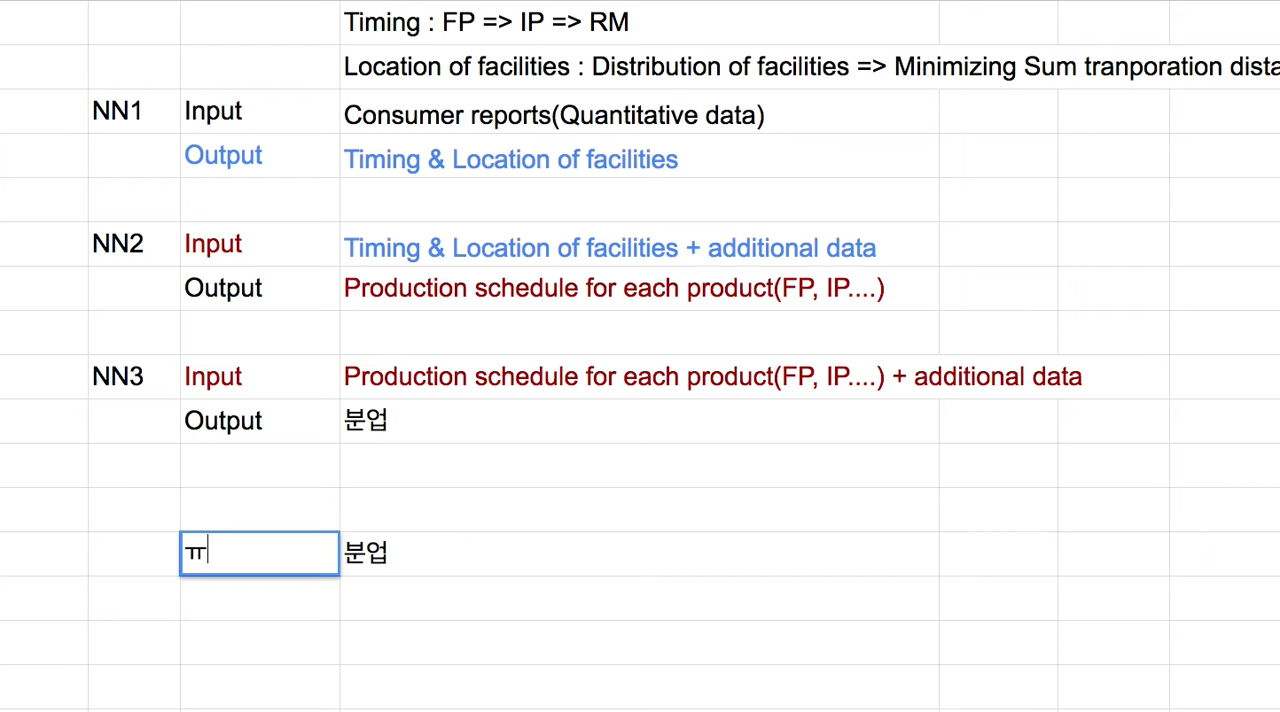 Timing : FP => IP => RM
Location of facilities : Distribution of facilities => Minimizing Sum tranporation dista
NN1 Input Consumer reports(Quantitative data)
Output Timing & Location of facilities
NN2 Input Timing & Location of facilities + additional data
Output Production schedule for each product(FP, IP....)
NN3 Input Production schedule for each product(FP, IP....) + additional data
Output 분업
ㅠ 분업